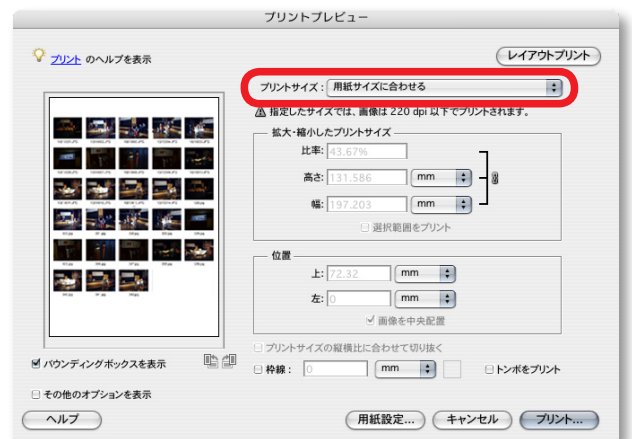 プリントプレビュー
プリント のヘルプを表示
レイアウトプリント
プリントサイズ： 用紙サイズに合わせる
指定したサイズでは、画像は 220 dpi 以下でプリントされます。
拡大・縮小したプリントサイズ
比率: 43.67%
高さ: 131.586 mm
幅: 197.203 mm
選択範囲をプリント
位置
上: 72.32 mm
左: 0 mm
画像を中央配置
プリントサイズの縦横比に合わせて切り抜く
バウンディングボックスを表示
枠線： 0 mm
トンボをプリント
その他のオプションを表示
ヘルプ
用紙設定...
キャンセル
プリント...